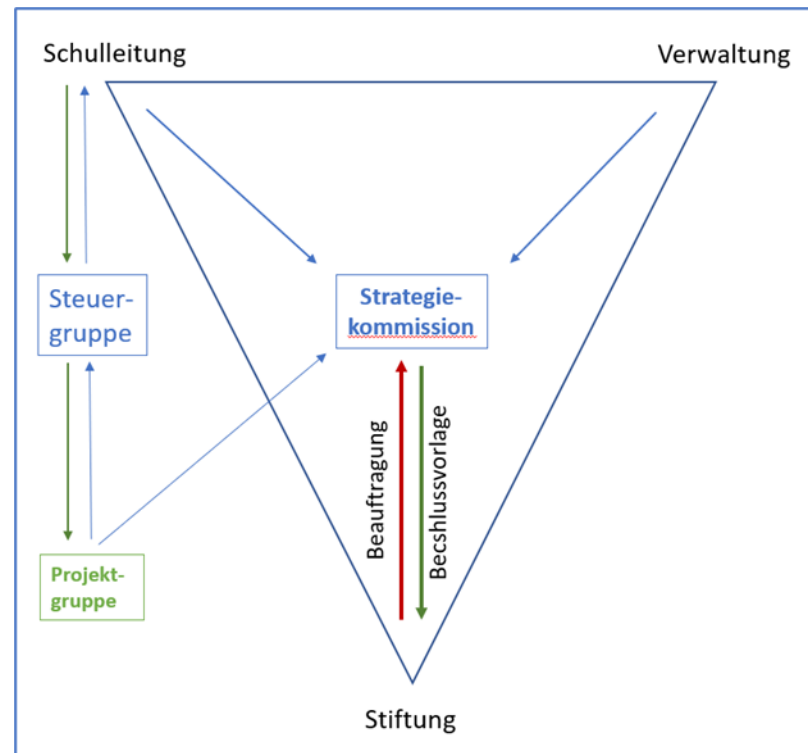 Schulleitung
Verwaltung
Steuer-
gruppe
Strategie-
kommission
Beauftragung
Becshlussvorlage
Projekt-
gruppe
Stiftung